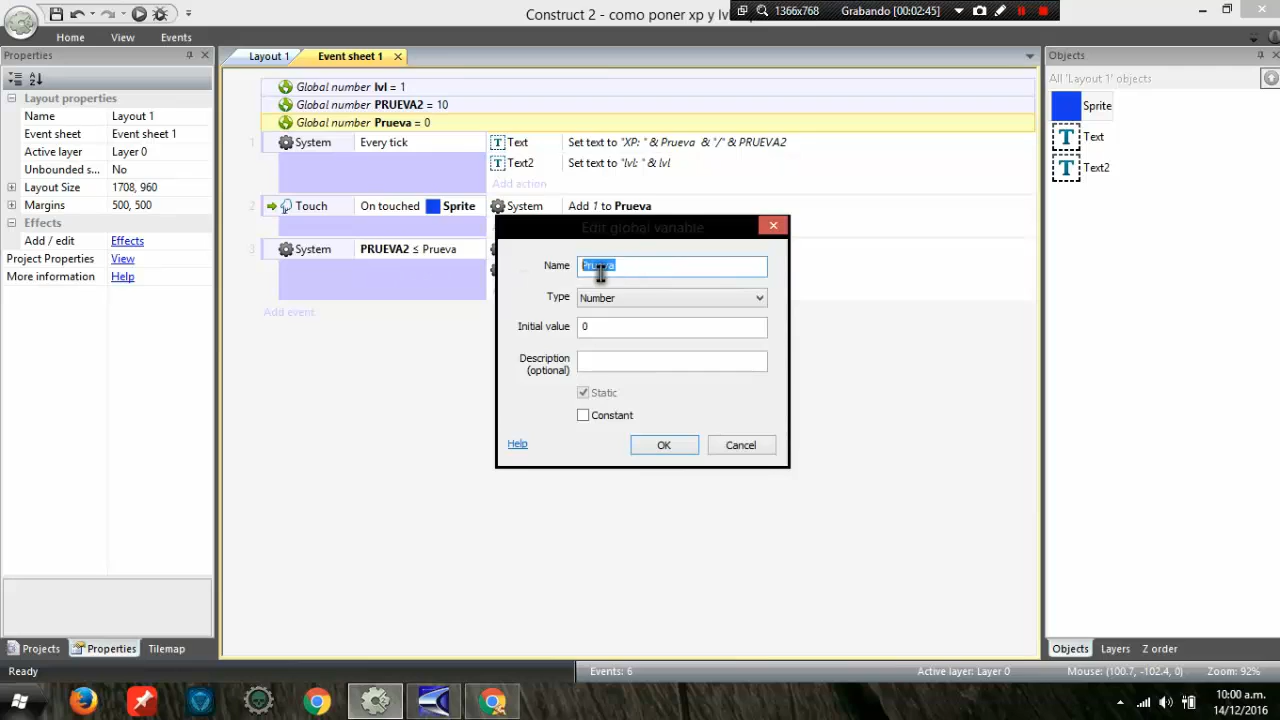 Construct 2 - como poner xp y lv
1366x768
Grabando [00:02:45]
Home View Events
Properties
Layout 1
Event sheet 1
Objects
Layout properties
Name Layout 1
Event sheet Event sheet 1
Active layer Layer 0
Unbounded s... No
Layout Size 1708, 960
Margins 500, 500
Effects
Add / edit Effects
Project Properties View
More information Help
Global number lvl = 1
Global number PRUEVA2 = 10
Global number Prueva = 0
1 System Every tick
Text Set text to "XP: " & Prueva & "/" & PRUEVA2
Text2 Set text to "lvl: " & lvl
Add action
2 Touch On touched Sprite
System Add 1 to Prueva
3 System PRUEVA2 ≤ Prueva
Add event
Edit global variable
Name Prueva
Type Number
Initial value 0
Description
(optional)
Static
Constant
Help
OK
Cancel
All 'Layout 1' objects
Sprite
Text
Text2
Projects Properties Tilemap
Objects Layers Z order
Ready
Events: 6
Active layer: Layer 0
Mouse: (100.7, -102.4, 0)
Zoom: 92%
10:00 a.m.
14/12/2016